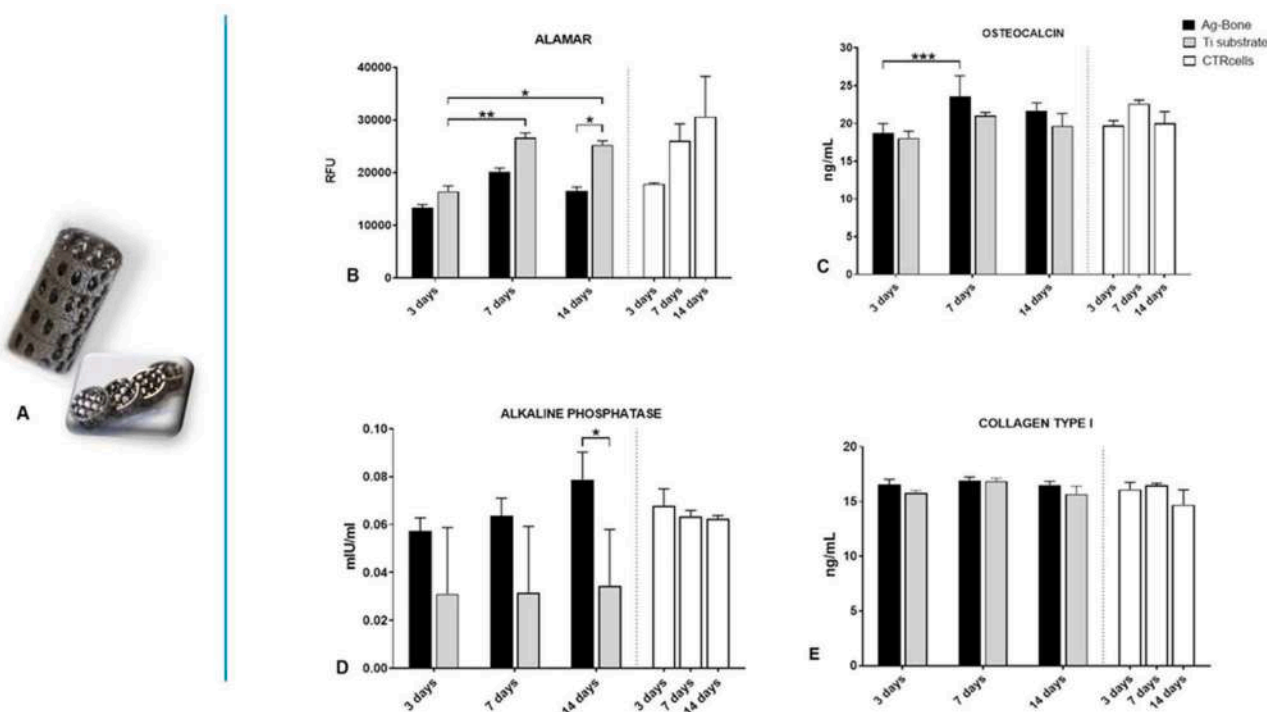 A
ALAMAR
40000
30000
20000
10000
0
RFU
*
**
*
B
3 days
7 days
14 days
3 days
7 days
14 days
OSTEOCALCIN
Ag-Bone
Ti substrate
CTRcells
30
25
20
15
10
5
0
ng/mL
***
C
3 days
7 days
14 days
3 days
7 days
14 days
ALKALINE PHOSPHATASE
0.10
0.08
0.06
0.04
0.02
0.00
mIU/ml
*
D
3 days
7 days
14 days
3 days
7 days
14 days
COLLAGEN TYPE I
20
15
10
5
0
ng/mL
E
3 days
7 days
14 days
3 days
7 days
14 days